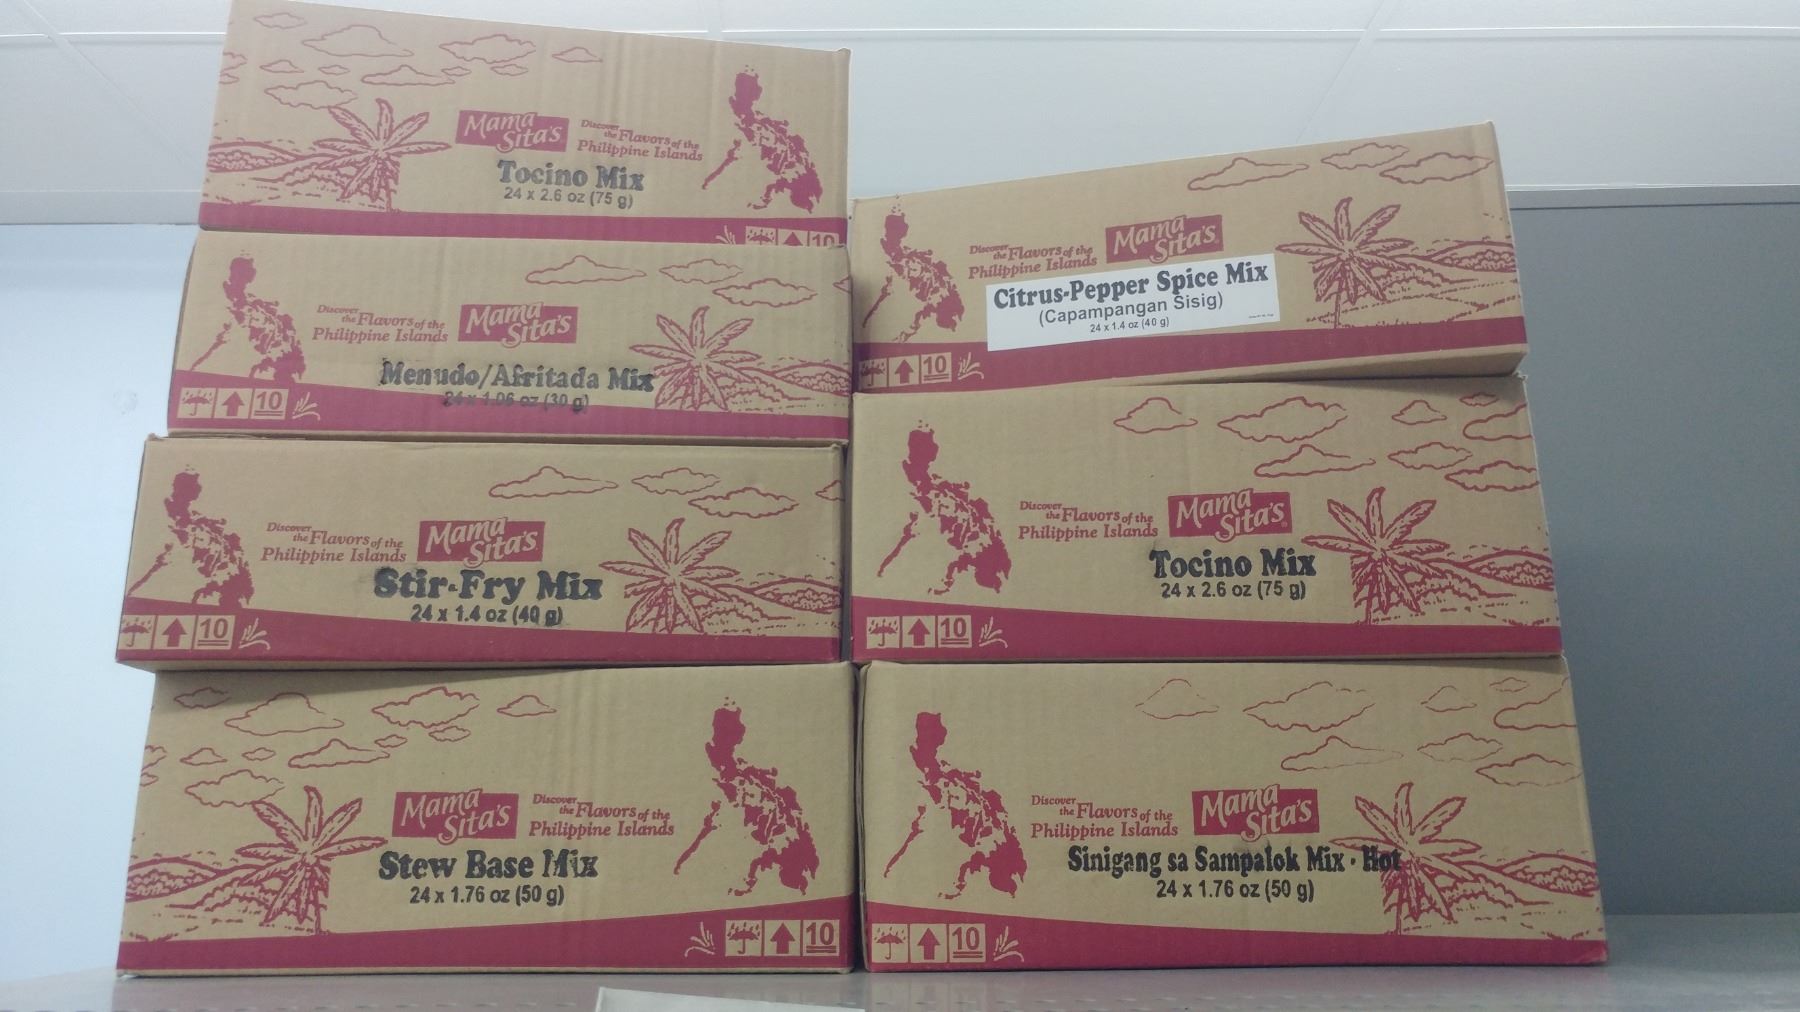 Mama
Sita's
Discover
the Flavors of the
Philippine Islands
Tocino Mix
24 x 2.6 oz (75 g)
10
Discover
the Flavors of the
Philippine Islands
Mama
Sita's
Menudo/Afritada Mix
24 x 1.06 oz (30 g)
10
Discover
the Flavors of the
Philippine Islands
Mama
Sita's
Stir-Fry Mix
24 x 1.4 oz (40 g)
10
Mama
Sita's
Discover
the Flavors of the
Philippine Islands
Stew Base Mix
24 x 1.76 oz (50 g)
10
Discover
the Flavors of the
Philippine Islands
Mama
Sita's
Citrus-Pepper Spice Mix
(Capampangan Sisig)
24 x 1.4 oz (40 g)
10
Discover
the Flavors of the
Philippine Islands
Mama
Sita's
Tocino Mix
24 x 2.6 oz (75 g)
10
Discover
the Flavors of the
Philippine Islands
Mama
Sita's
Sinigang sa Sampalok Mix - Hot
24 x 1.76 oz (50 g)
10